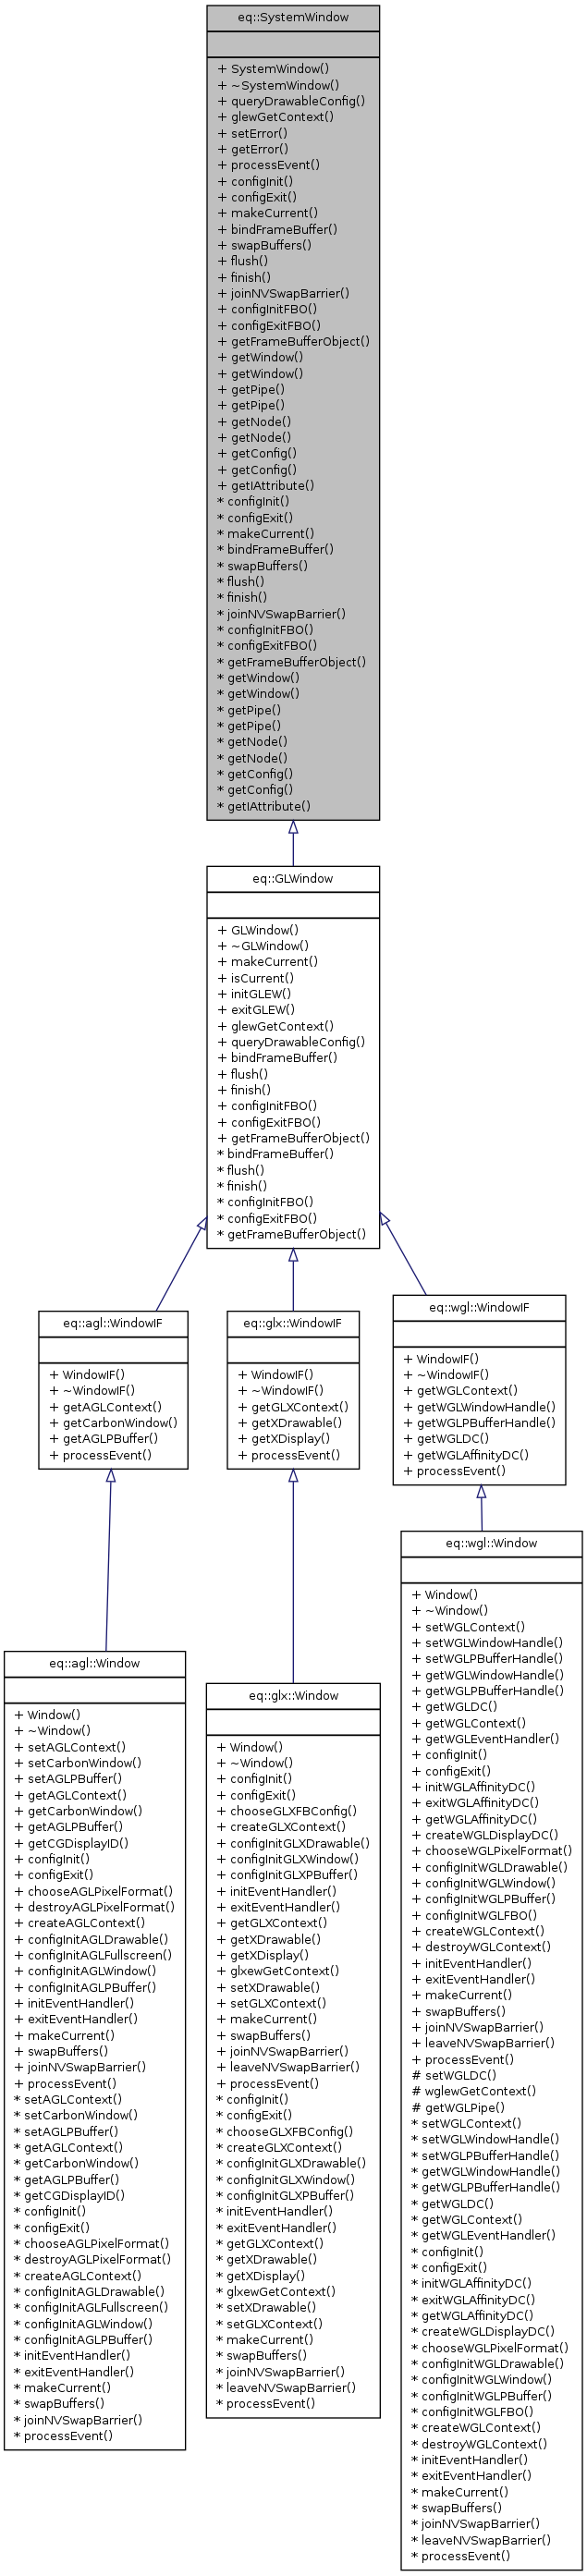 eq::SystemWindow
+ SystemWindow()
+ ~SystemWindow()
+ queryDrawableConfig()
+ glewGetContext()
+ setError()
+ getError()
+ processEvent()
+ configInit()
+ configExit()
+ makeCurrent()
+ bindFrameBuffer()
+ swapBuffers()
+ flush()
+ finish()
+ joinNVSwapBarrier()
+ configInitFBO()
+ configExitFBO()
+ getFrameBufferObject()
+ getWindow()
+ getWindow()
+ getPipe()
+ getPipe()
+ getNode()
+ getNode()
+ getConfig()
+ getConfig()
+ getIAttribute()
* configInit()
* configExit()
* makeCurrent()
* bindFrameBuffer()
* swapBuffers()
* flush()
* finish()
* joinNVSwapBarrier()
* configInitFBO()
* configExitFBO()
* getFrameBufferObject()
* getWindow()
* getWindow()
* getPipe()
* getPipe()
* getNode()
* getNode()
* getConfig()
* getConfig()
* getIAttribute()
eq::GLWindow
+ GLWindow()
+ ~GLWindow()
+ makeCurrent()
+ isCurrent()
+ initGLEW()
+ exitGLEW()
+ glewGetContext()
+ queryDrawableConfig()
+ bindFrameBuffer()
+ flush()
+ finish()
+ configInitFBO()
+ configExitFBO()
+ getFrameBufferObject()
* bindFrameBuffer()
* flush()
* finish()
* configInitFBO()
* configExitFBO()
* getFrameBufferObject()
eq::agl::WindowIF
+ WindowIF()
+ ~WindowIF()
+ getAGLContext()
+ getCarbonWindow()
+ getAGLPBuffer()
+ processEvent()
eq::glx::WindowIF
+ WindowIF()
+ ~WindowIF()
+ getGLXContext()
+ getXDrawable()
+ getXDisplay()
+ processEvent()
eq::wgl::WindowIF
+ WindowIF()
+ ~WindowIF()
+ getWGLContext()
+ getWGLWindowHandle()
+ getWGLPBufferHandle()
+ getWGLDC()
+ getWGLAffinityDC()
+ processEvent()
eq::agl::Window
+ Window()
+ ~Window()
+ setAGLContext()
+ setCarbonWindow()
+ setAGLPBuffer()
+ getAGLContext()
+ getCarbonWindow()
+ getAGLPBuffer()
+ getCGDisplayID()
+ configInit()
+ configExit()
+ chooseAGLPixelFormat()
+ destroyAGLPixelFormat()
+ createAGLContext()
+ configInitAGLDrawable()
+ configInitAGLFullscreen()
+ configInitAGLWindow()
+ configInitAGLPBuffer()
+ initEventHandler()
+ exitEventHandler()
+ makeCurrent()
+ swapBuffers()
+ joinNVSwapBarrier()
+ processEvent()
* setAGLContext()
* setCarbonWindow()
* setAGLPBuffer()
* getAGLContext()
* getCarbonWindow()
* getAGLPBuffer()
* getCGDisplayID()
* configInit()
* configExit()
* chooseAGLPixelFormat()
* destroyAGLPixelFormat()
* createAGLContext()
* configInitAGLDrawable()
* configInitAGLFullscreen()
* configInitAGLWindow()
* configInitAGLPBuffer()
* initEventHandler()
* exitEventHandler()
* makeCurrent()
* swapBuffers()
* joinNVSwapBarrier()
* processEvent()
eq::glx::Window
+ Window()
+ ~Window()
+ configInit()
+ configExit()
+ chooseGLXFBConfig()
+ createGLXContext()
+ configInitGLXDrawable()
+ configInitGLXWindow()
+ configInitGLXPBuffer()
+ initEventHandler()
+ exitEventHandler()
+ getGLXContext()
+ getXDrawable()
+ getXDisplay()
+ glxewGetContext()
+ setXDrawable()
+ setGLXContext()
+ makeCurrent()
+ swapBuffers()
+ joinNVSwapBarrier()
+ leaveNVSwapBarrier()
+ processEvent()
* configInit()
* configExit()
* chooseGLXFBConfig()
* createGLXContext()
* configInitGLXDrawable()
* configInitGLXWindow()
* configInitGLXPBuffer()
* initEventHandler()
* exitEventHandler()
* getGLXContext()
* getXDrawable()
* getXDisplay()
* glxewGetContext()
* setXDrawable()
* setGLXContext()
* makeCurrent()
* swapBuffers()
* joinNVSwapBarrier()
* leaveNVSwapBarrier()
* processEvent()
eq::wgl::Window
+ Window()
+ ~Window()
+ setWGLContext()
+ setWGLWindowHandle()
+ setWGLPBufferHandle()
+ getWGLWindowHandle()
+ getWGLPBufferHandle()
+ getWGLDC()
+ getWGLContext()
+ getWGLEventHandler()
+ configInit()
+ configExit()
+ initWGLAffinityDC()
+ exitWGLAffinityDC()
+ getWGLAffinityDC()
+ createWGLDisplayDC()
+ chooseWGLPixelFormat()
+ configInitWGLDrawable()
+ configInitWGLWindow()
+ configInitWGLPBuffer()
+ configInitWGLFBO()
+ createWGLContext()
+ destroyWGLContext()
+ initEventHandler()
+ exitEventHandler()
+ makeCurrent()
+ swapBuffers()
+ joinNVSwapBarrier()
+ leaveNVSwapBarrier()
+ processEvent()
# setWGLDC()
# wglewGetContext()
# getWGLPipe()
* setWGLContext()
* setWGLWindowHandle()
* setWGLPBufferHandle()
* getWGLWindowHandle()
* getWGLPBufferHandle()
* getWGLDC()
* getWGLContext()
* getWGLEventHandler()
* configInit()
* configExit()
* initWGLAffinityDC()
* exitWGLAffinityDC()
* getWGLAffinityDC()
* createWGLDisplayDC()
* chooseWGLPixelFormat()
* configInitWGLDrawable()
* configInitWGLWindow()
* configInitWGLPBuffer()
* configInitWGLFBO()
* createWGLContext()
* destroyWGLContext()
* initEventHandler()
* exitEventHandler()
* makeCurrent()
* swapBuffers()
* joinNVSwapBarrier()
* leaveNVSwapBarrier()
* processEvent()